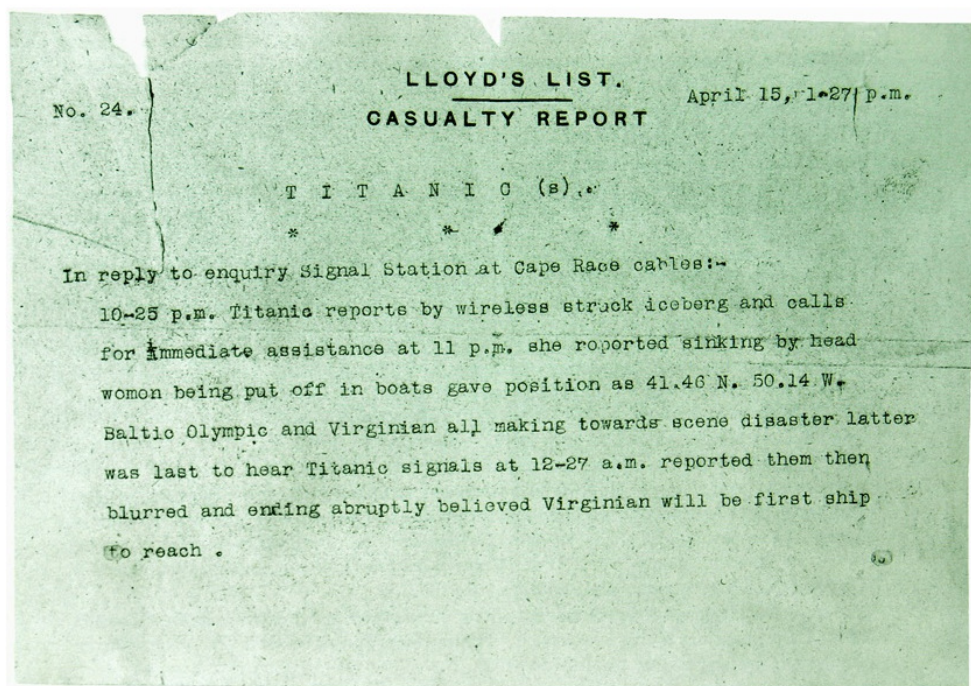 LLOYD'S LIST.
No. 24.
April 15, 1-27 p.m.
CASUALTY REPORT
T I T A N I C (s).
* * * *
In reply to enquiry Signal Station at Cape Race cables:-
10-25 p.m. Titanic reports by wireless struck iceberg and calls
for immediate assistance at 11 p.m. she roported sinking by head
womon being put off in boats gave position as 41.46 N. 50.14 W.
Baltic Olympic and Virginian all making towards scene disaster latter
was last to hear Titanic signals at 12-27 a.m. reported them then
blurred and ending abruptly believed Virginian will be first ship
to reach .